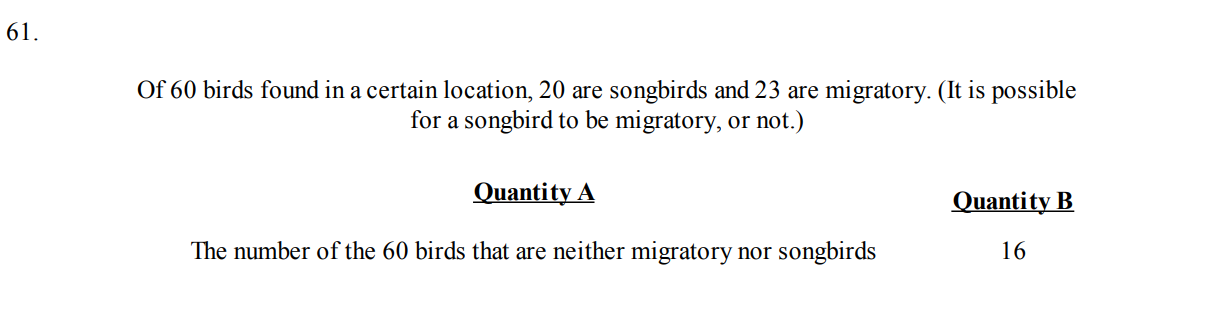 61.
Of 60 birds found in a certain location, 20 are songbirds and 23 are migratory. (It is possible
for a songbird to be migratory, or not.)
Quantity A
Quantity B
The number of the 60 birds that are neither migratory nor songbirds
16